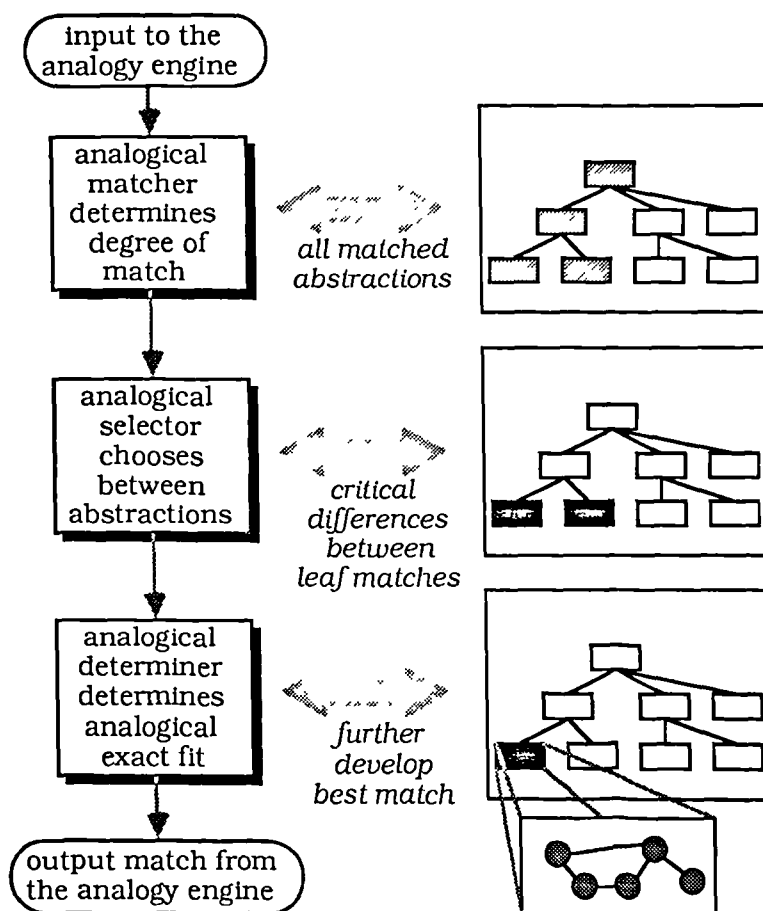 input to the
analogy engine
analogical
matcher
determines
degree of
match
all matched
abstractions
analogical
selector
chooses
between
abstractions
critical
differences
between
leaf matches
analogical
determiner
determines
analogical
exact fit
further
develop
best match
output match from
the analogy engine